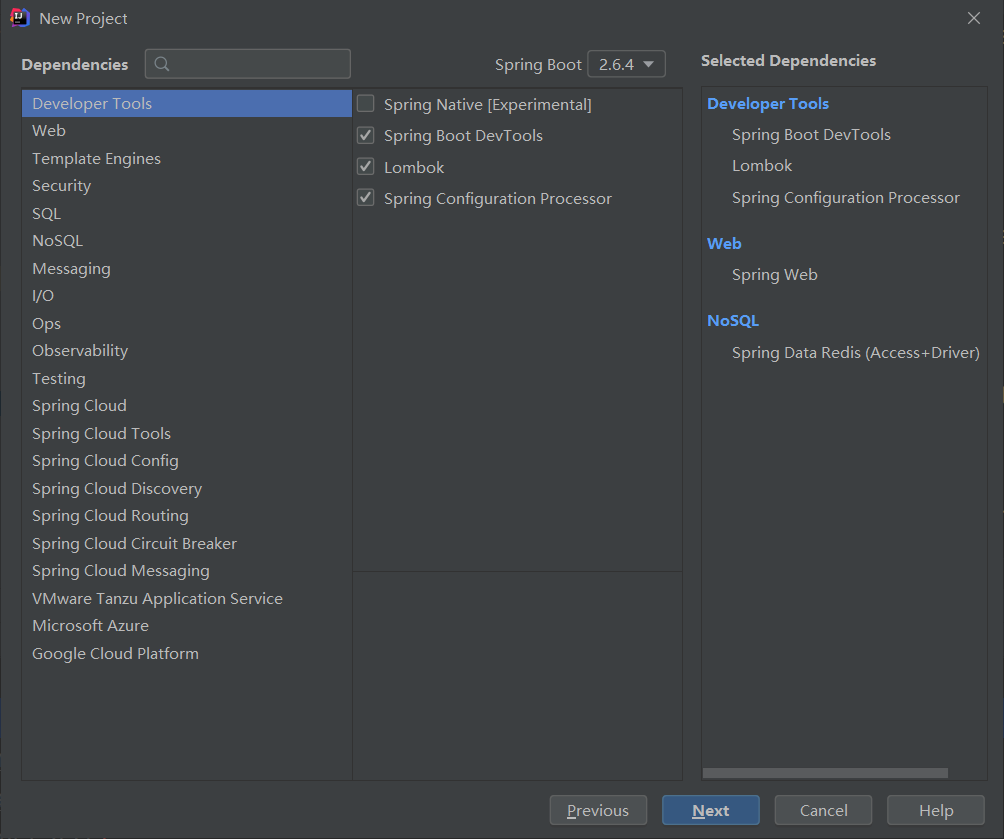 New Project
Dependencies
Spring Boot 2.6.4
Selected Dependencies
Developer Tools
Web
Template Engines
Security
SQL
NoSQL
Messaging
I/O
Ops
Observability
Testing
Spring Cloud
Spring Cloud Tools
Spring Cloud Config
Spring Cloud Discovery
Spring Cloud Routing
Spring Cloud Circuit Breaker
Spring Cloud Messaging
VMware Tanzu Application Service
Microsoft Azure
Google Cloud Platform
Spring Native [Experimental]
Spring Boot DevTools
Lombok
Spring Configuration Processor
Developer Tools
Spring Boot DevTools
Lombok
Spring Configuration Processor
Web
Spring Web
NoSQL
Spring Data Redis (Access+Driver)
Previous
Next
Cancel
Help